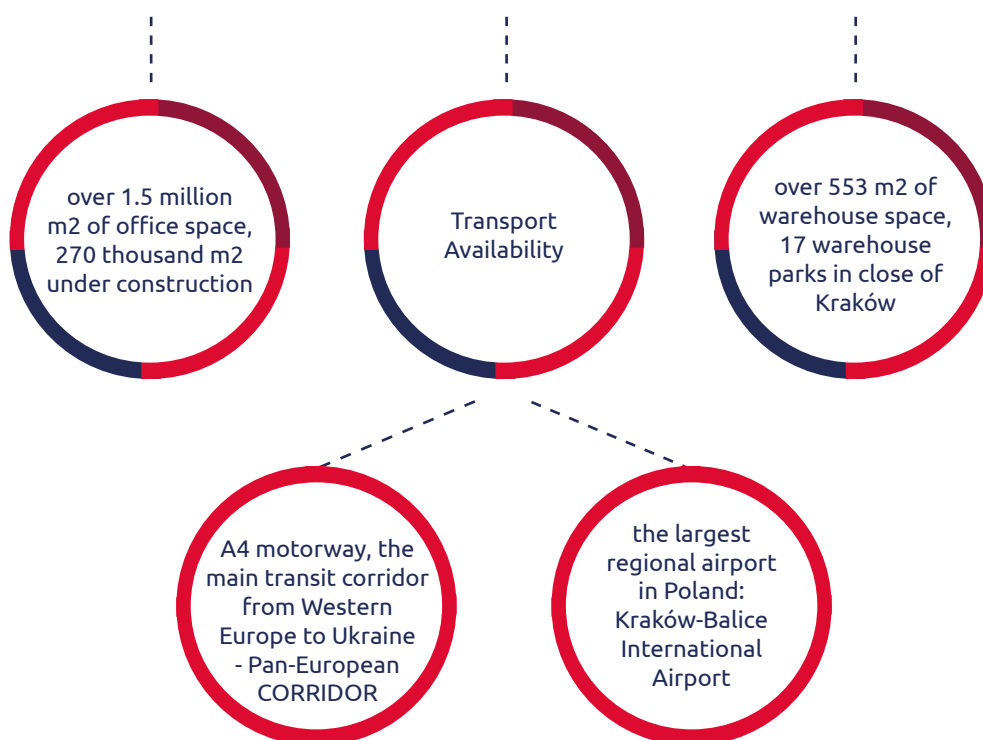 over 1.5 million
m2 of office space,
270 thousand m2
under construction
Transport
Availability
over 553 m2 of
warehouse space,
17 warehouse
parks in close of
Kraków
A4 motorway, the
main transit corridor
from Western
Europe to Ukraine
- Pan-European
CORRIDOR
the largest
regional airport
in Poland:
Kraków-Balice
International
Airport